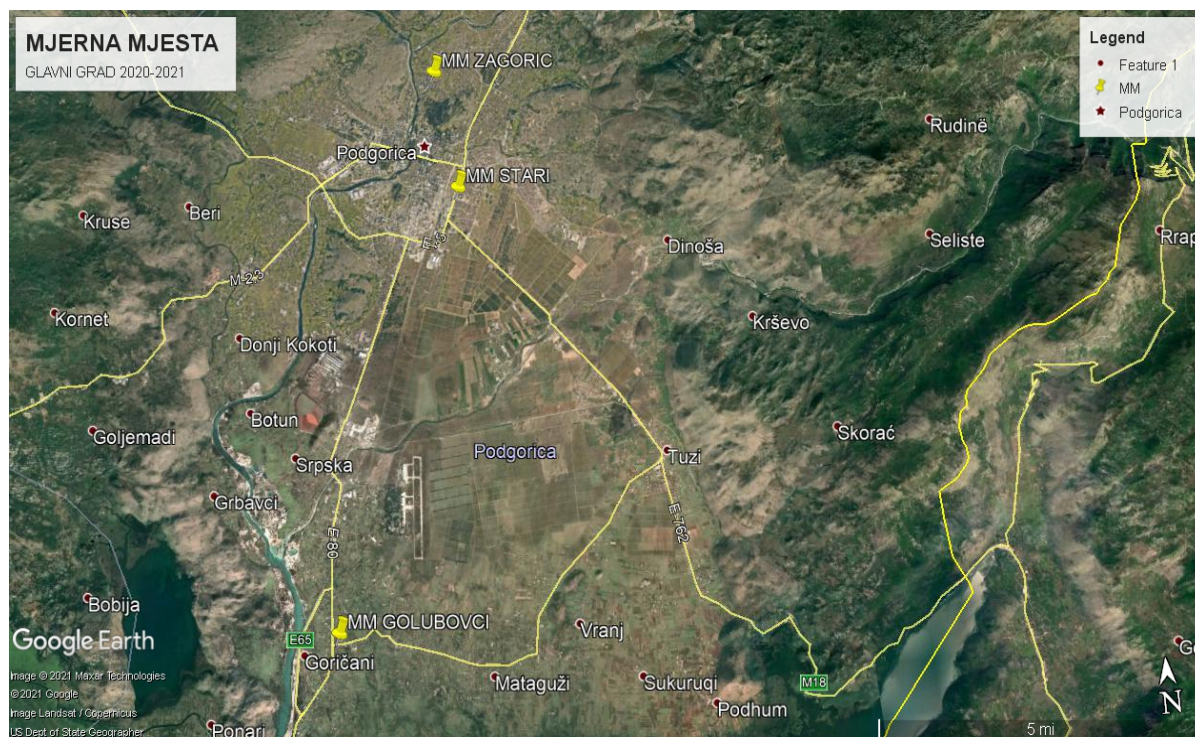 MJERNA MJESTA
GLAVNI GRAD 2020-2021
Legend
Feature 1
MM
Podgorica
MM ZAGORIC
Rudinë
Podgorica
MM STARI
Kruse
Beri
Dinoša
Seliste
Rrap
M-2.3
Kornet
Krševo
Donji Kokoti
Botun
Goljemadi
Skorać
Srpska
Podgorica
Tuzi
Grbavci
E-80
E-762
Bobija
MM GOLUBOVCI
Vranj
Google Earth
E65
Goričani
Image © 2021 Maxar Technologies
© 2021 Google
Image Landsat / Copernicus
US Dept of State Geographer
Mataguži
Sukuruqi
M18
Podhum
Ponari
N
5 mi